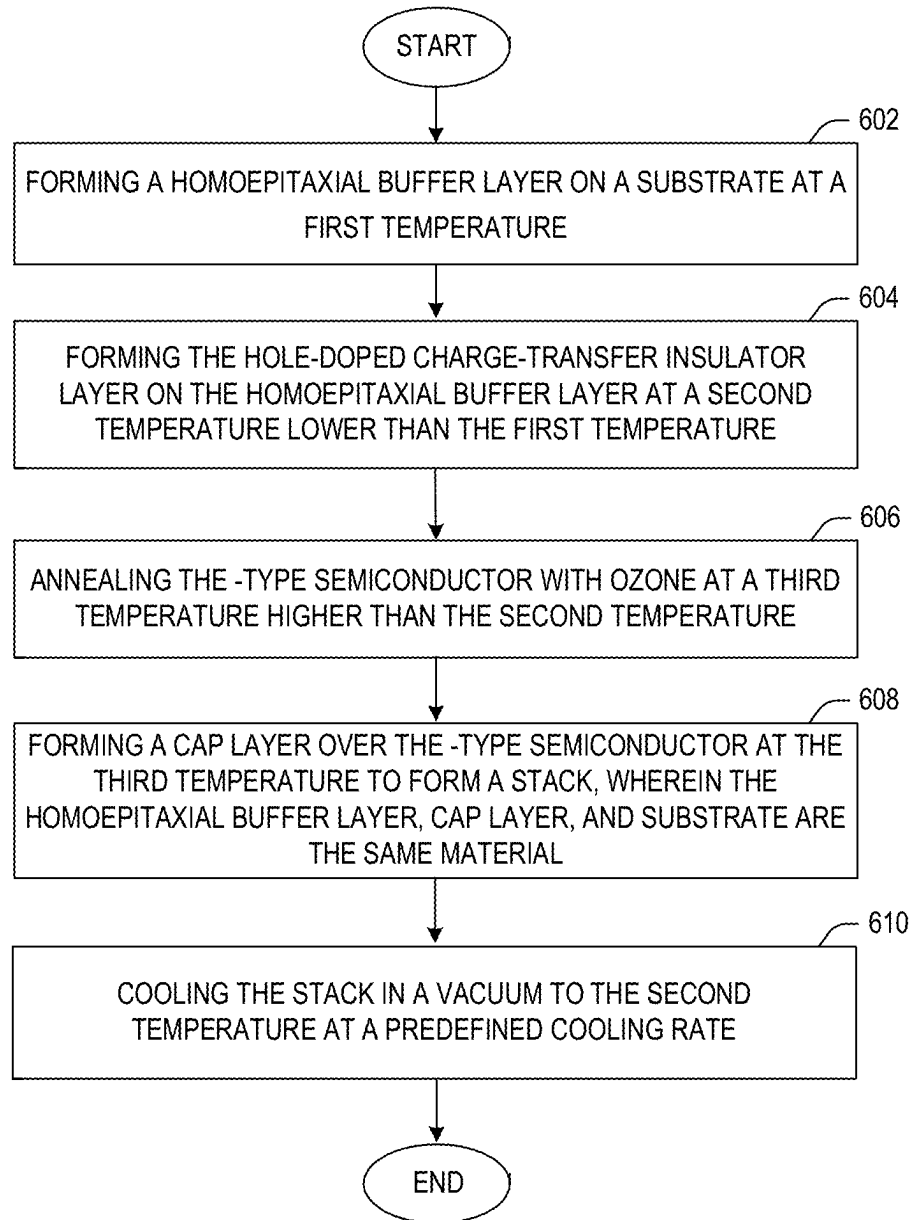 START
602
FORMING A HOMOEPITAXIAL BUFFER LAYER ON A SUBSTRATE AT A
FIRST TEMPERATURE
604
FORMING THE HOLE-DOPED CHARGE-TRANSFER INSULATOR
LAYER ON THE HOMOEPITAXIAL BUFFER LAYER AT A SECOND
TEMPERATURE LOWER THAN THE FIRST TEMPERATURE
606
ANNEALING THE -TYPE SEMICONDUCTOR WITH OZONE AT A THIRD
TEMPERATURE HIGHER THAN THE SECOND TEMPERATURE
608
FORMING A CAP LAYER OVER THE -TYPE SEMICONDUCTOR AT THE
THIRD TEMPERATURE TO FORM A STACK, WHEREIN THE
HOMOEPITAXIAL BUFFER LAYER, CAP LAYER, AND SUBSTRATE ARE
THE SAME MATERIAL
610
COOLING THE STACK IN A VACUUM TO THE SECOND
TEMPERATURE AT A PREDEFINED COOLING RATE
END